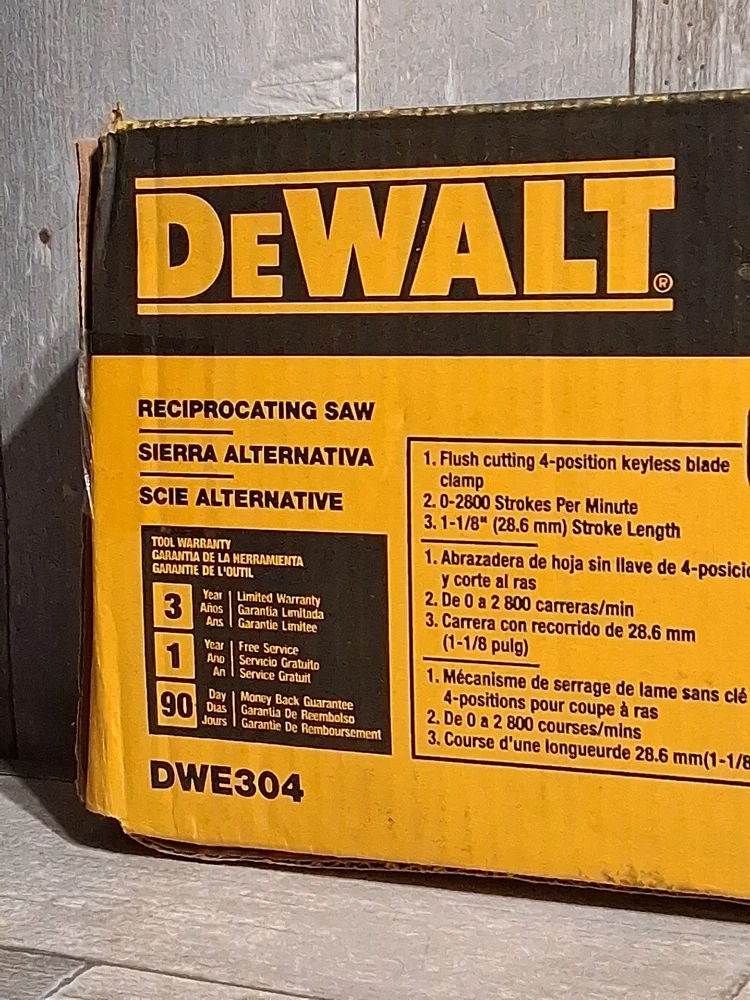 DEWALT®
RECIPROCATING SAW
SIERRA ALTERNATIVA
SCIE ALTERNATIVE
TOOL WARRANTY
GARANTIA DE LA HERRAMIENTA
GARANTIE DE L'OUTIL
3 Year Limited Warranty
Años Garantia Limitada
Ans Garantie Limitee
1 Year Free Service
Ano Servicio Gratuito
An Service Gratuit
90 Day Money Back Guarantee
Dias Garantia De Reembolso
Jours Garantie De Remboursement
DWE304
1. Flush cutting 4-position keyless blade
clamp
2. 0-2800 Strokes Per Minute
3. 1-1/8" (28.6 mm) Stroke Length
1. Abrazadera de hoja sin llave de 4-posicio
y corte al ras
2. De 0 a 2 800 carreras/min
3. Carrera con recorrido de 28.6 mm
(1-1/8 pulg)
1. Mécanisme de serrage de lame sans clé
4-positions pour coupe à ras
2. De 0 a 2 800 courses/mins
3. Course d'une longueurde 28.6 mm(1-1/8